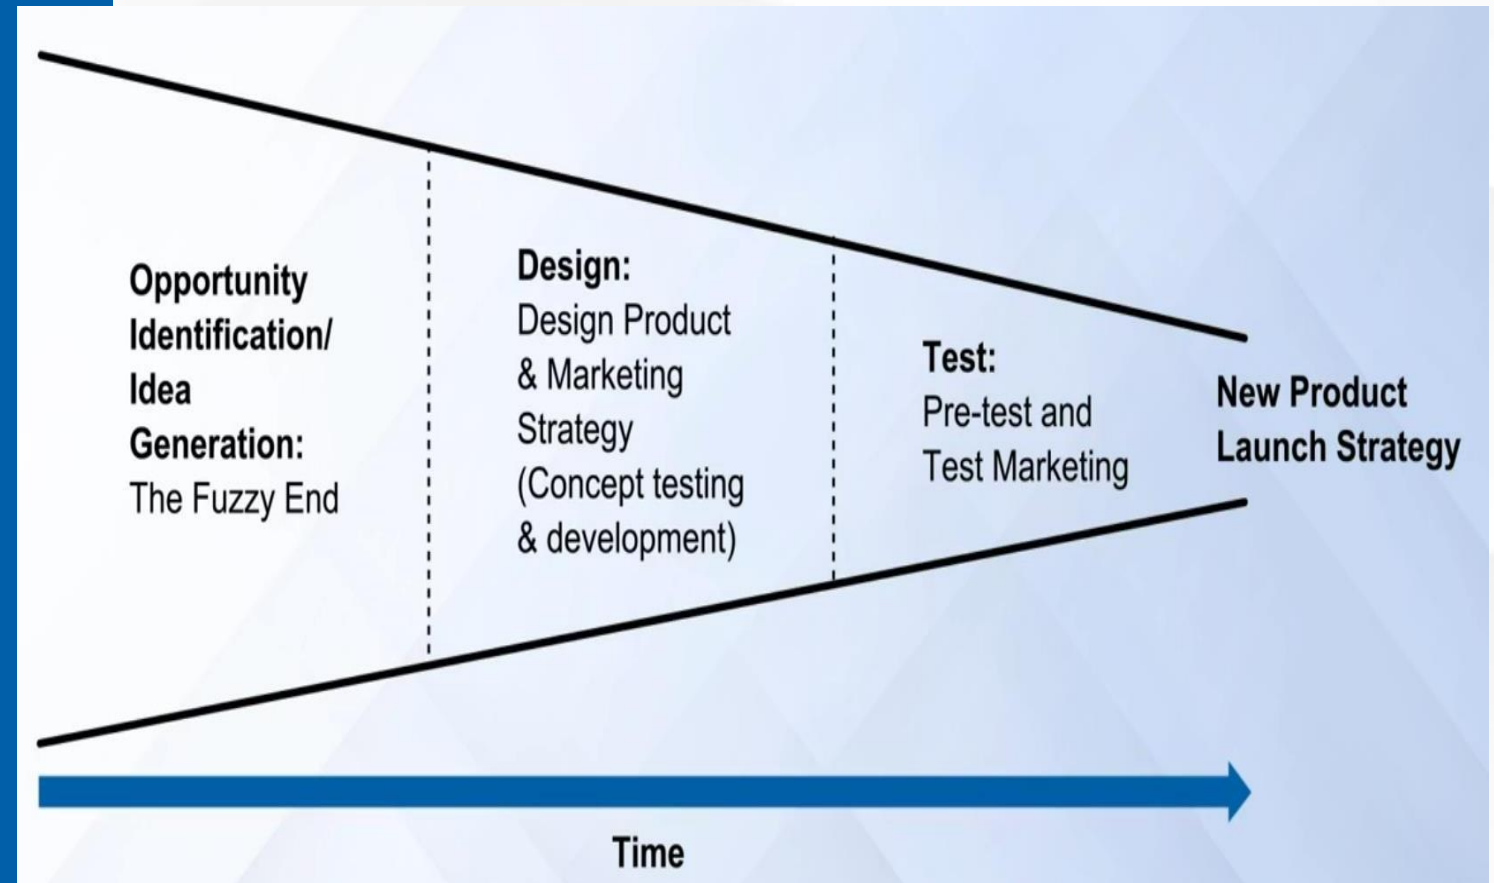 Opportunity
Identification/
Idea
Generation:
The Fuzzy End
Design:
Design Product
& Marketing
Strategy
(Concept testing
& development)
Test:
Pre-test and
Test Marketing
New Product
Launch Strategy
Time